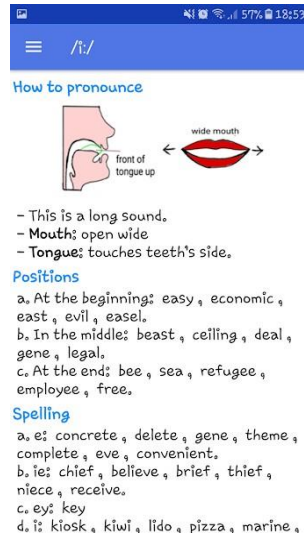 57% 18:53
/i:/
How to pronounce
wide mouth
front of
tongue up
- This is a long sound.
- Mouth: open wide
- Tongue: touches teeth's side.
Positions
a. At the beginning: easy, economic,
east, evil, easel.
b. In the middle: beast, ceiling, deal,
gene, legal.
c. At the end: bee, sea, refugee,
employee, free.
Spelling
a. e: concrete, delete, gene, theme,
complete, eve, convenient.
b. ie: chief, believe, brief, thief,
niece, receive.
c. ey: key
d. i: kiosk, kiwi, lido, pizza, marine,